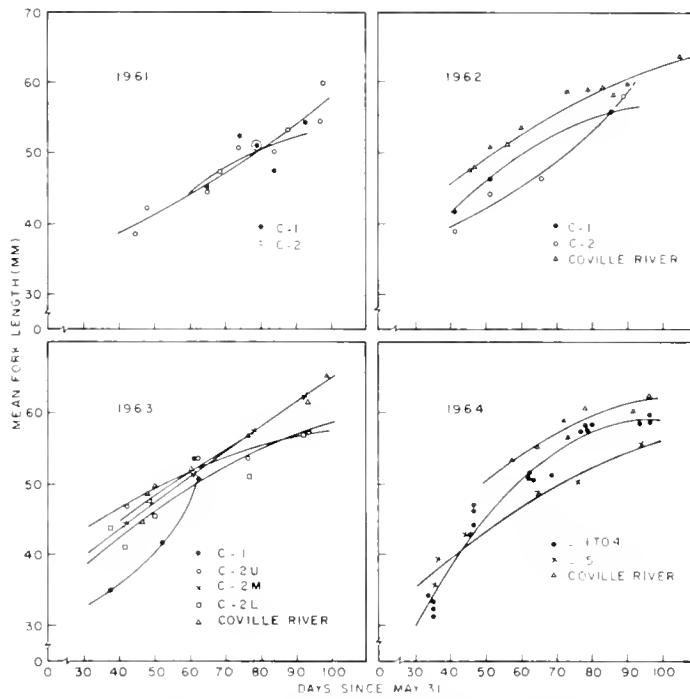 70
60
50
40
30
0
1961
C-1
C-2
1962
C-1
C-2
COVILLE RIVER
MEAN FORK LENGTH (MM)
60
50
40
30
0
1963
C-1
C-2U
C-2M
C-2L
COVILLE RIVER
1964
L-1TO4
L-5
COVILLE RIVER
0 30 40 50 60 70 80 90 100 30 40 50 60 70 80 90 100
DAYS SINCE MAY 31